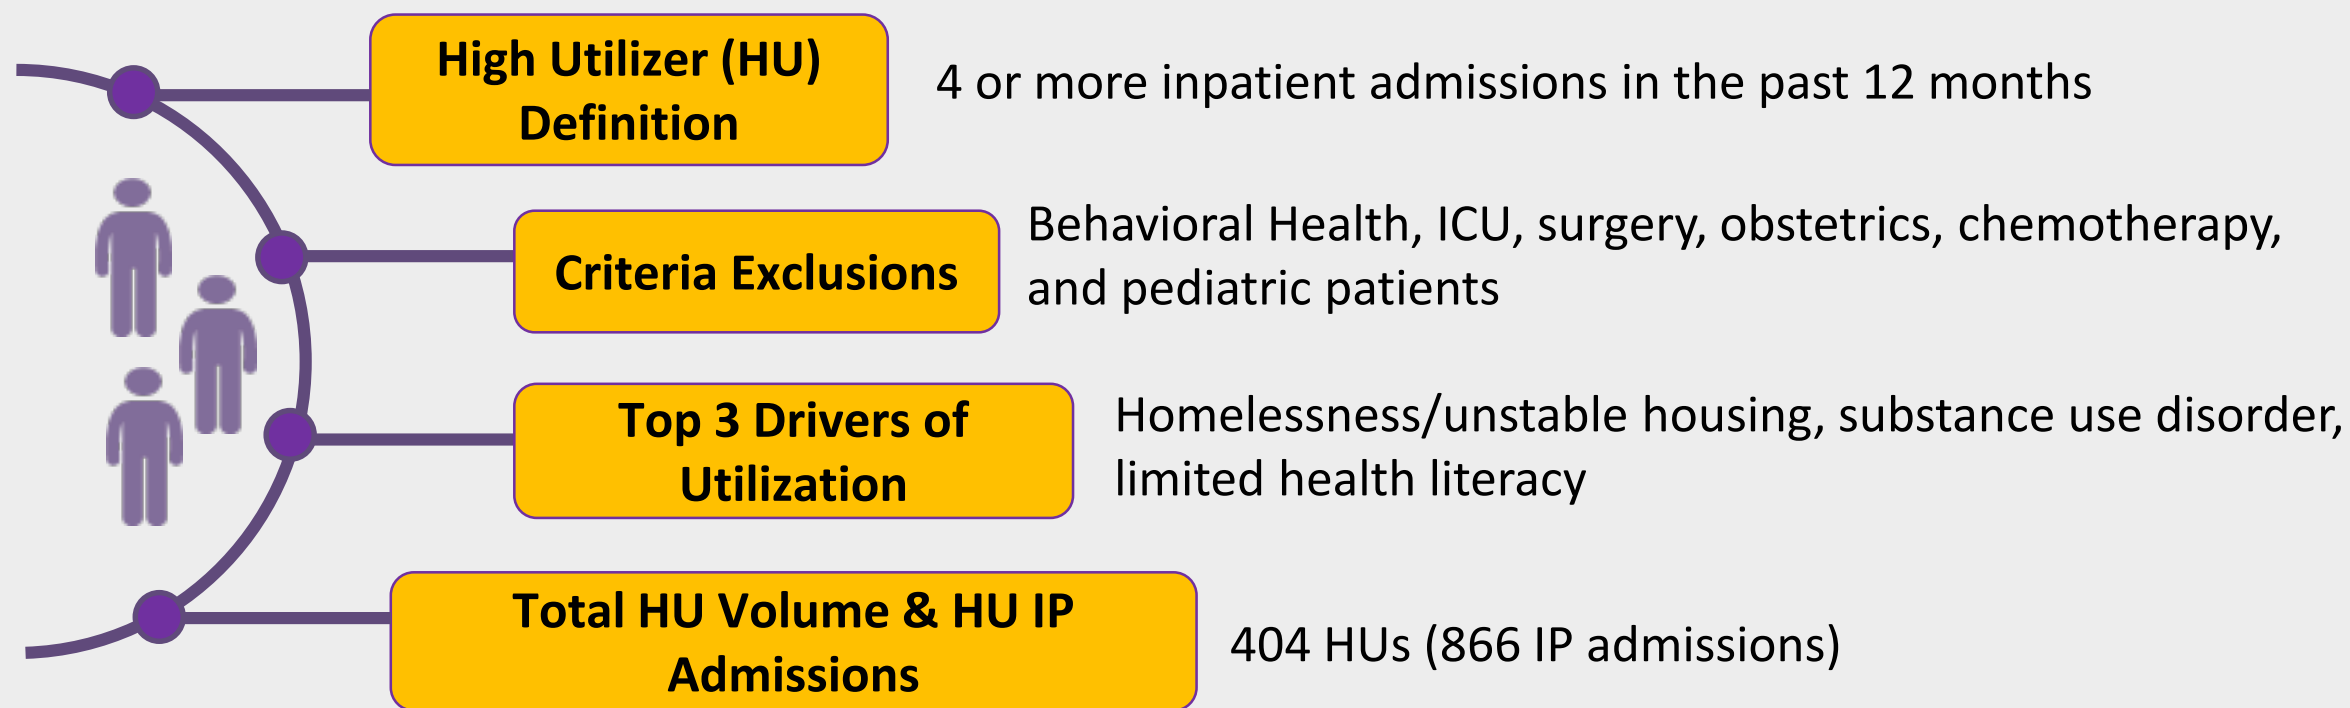 High Utilizer (HU)
Definition
4 or more inpatient admissions in the past 12 months
Criteria Exclusions
Behavioral Health, ICU, surgery, obstetrics, chemotherapy,
and pediatric patients
Top 3 Drivers of
Utilization
Homelessness/unstable housing, substance use disorder,
limited health literacy
Total HU Volume & HU IP
Admissions
404 HUs (866 IP admissions)